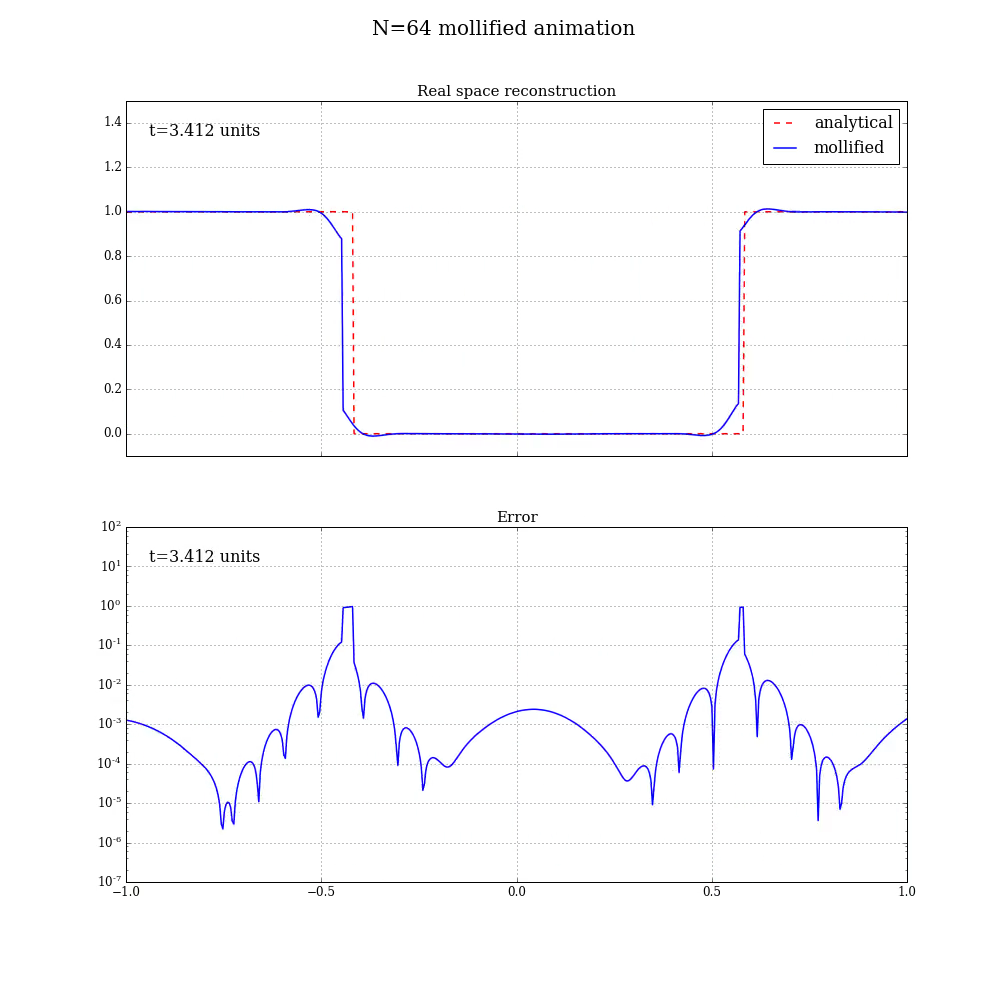 N=64 mollified animation
Real space reconstruction
t=3.412 units
analytical
mollified
1.4
1.2
1.0
0.8
0.6
0.4
0.2
0.0
Error
t=3.412 units
10²
10¹
10⁰
10⁻¹
10⁻²
10⁻³
10⁻⁴
10⁻⁵
10⁻⁶
10⁻⁷
−1.0 −0.5 0.0 0.5 1.0